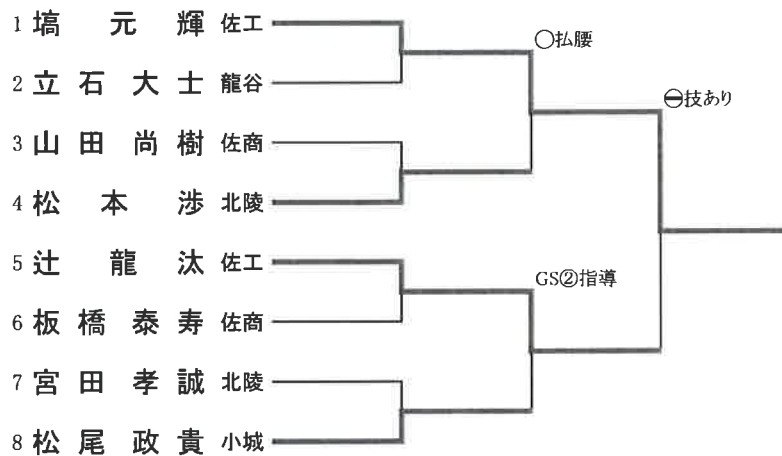 1 塙 元 輝 佐工
○払腰
2 立 石 大 士 龍谷
⊖技あり
3 山 田 尚 樹 佐商
4 松 本 渉 北陵
5 辻 龍 汰 佐工
GS②指導
6 板 橋 泰 寿 佐商
7 宮 田 孝 誠 北陵
8 松 尾 政 貴 小城